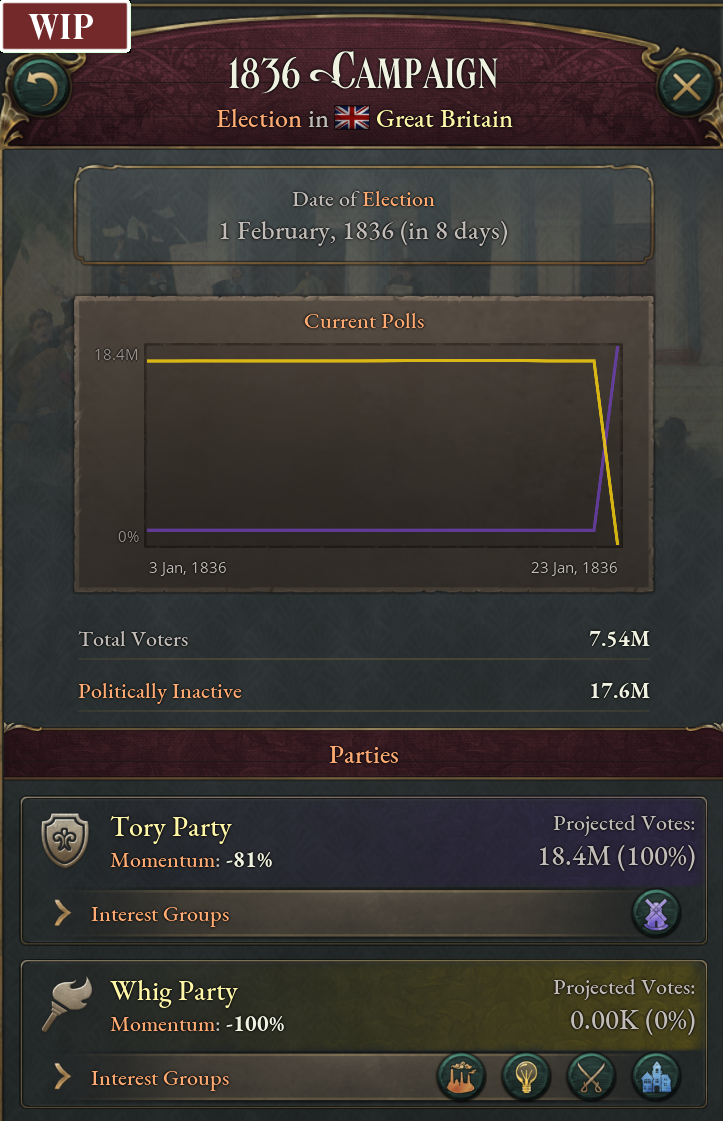 WIP
1836 Campaign
Election in Great Britain
Date of Election
1 February, 1836 (in 8 days)
Current Polls
18.4M
0%
3 Jan, 1836 23 Jan, 1836
Total Voters 7.54M
Politically Inactive 17.6M
Parties
Tory Party Projected Votes:
Momentum: -81% 18.4M (100%)
Interest Groups
Whig Party Projected Votes:
Momentum: -100% 0.00K (0%)
Interest Groups